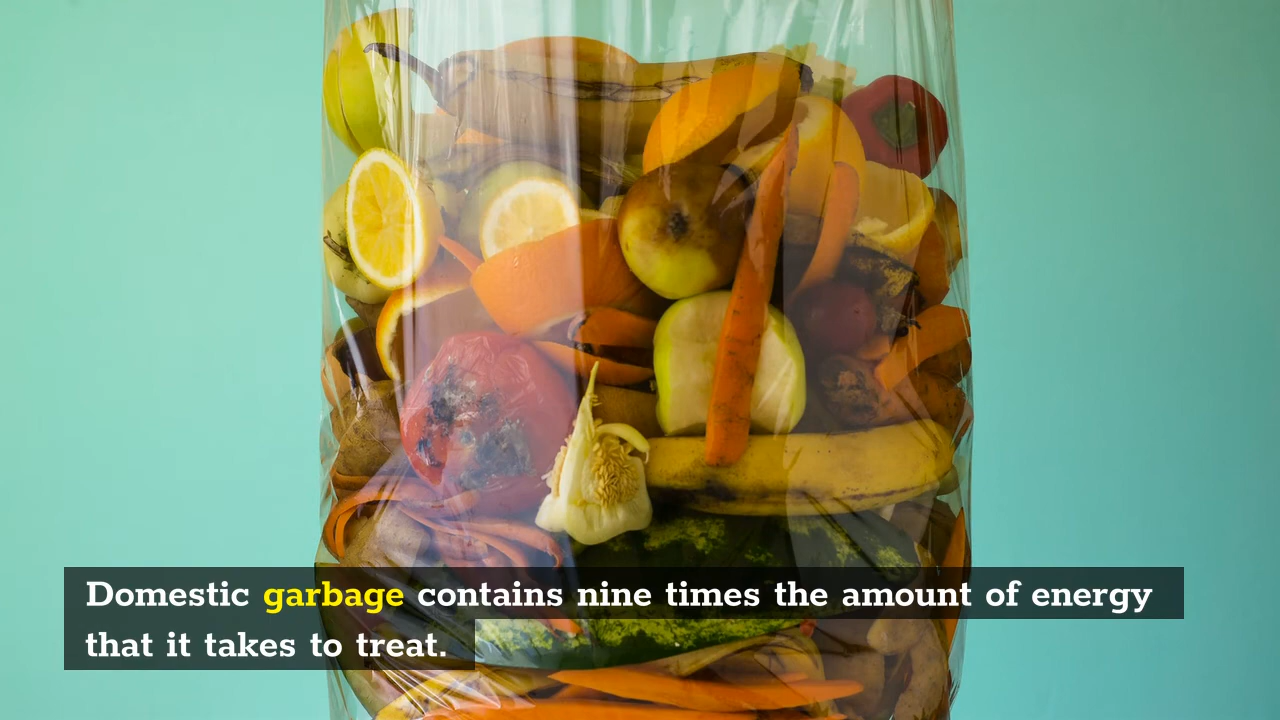 Domestic garbage contains nine times the amount of energy
that it takes to treat.